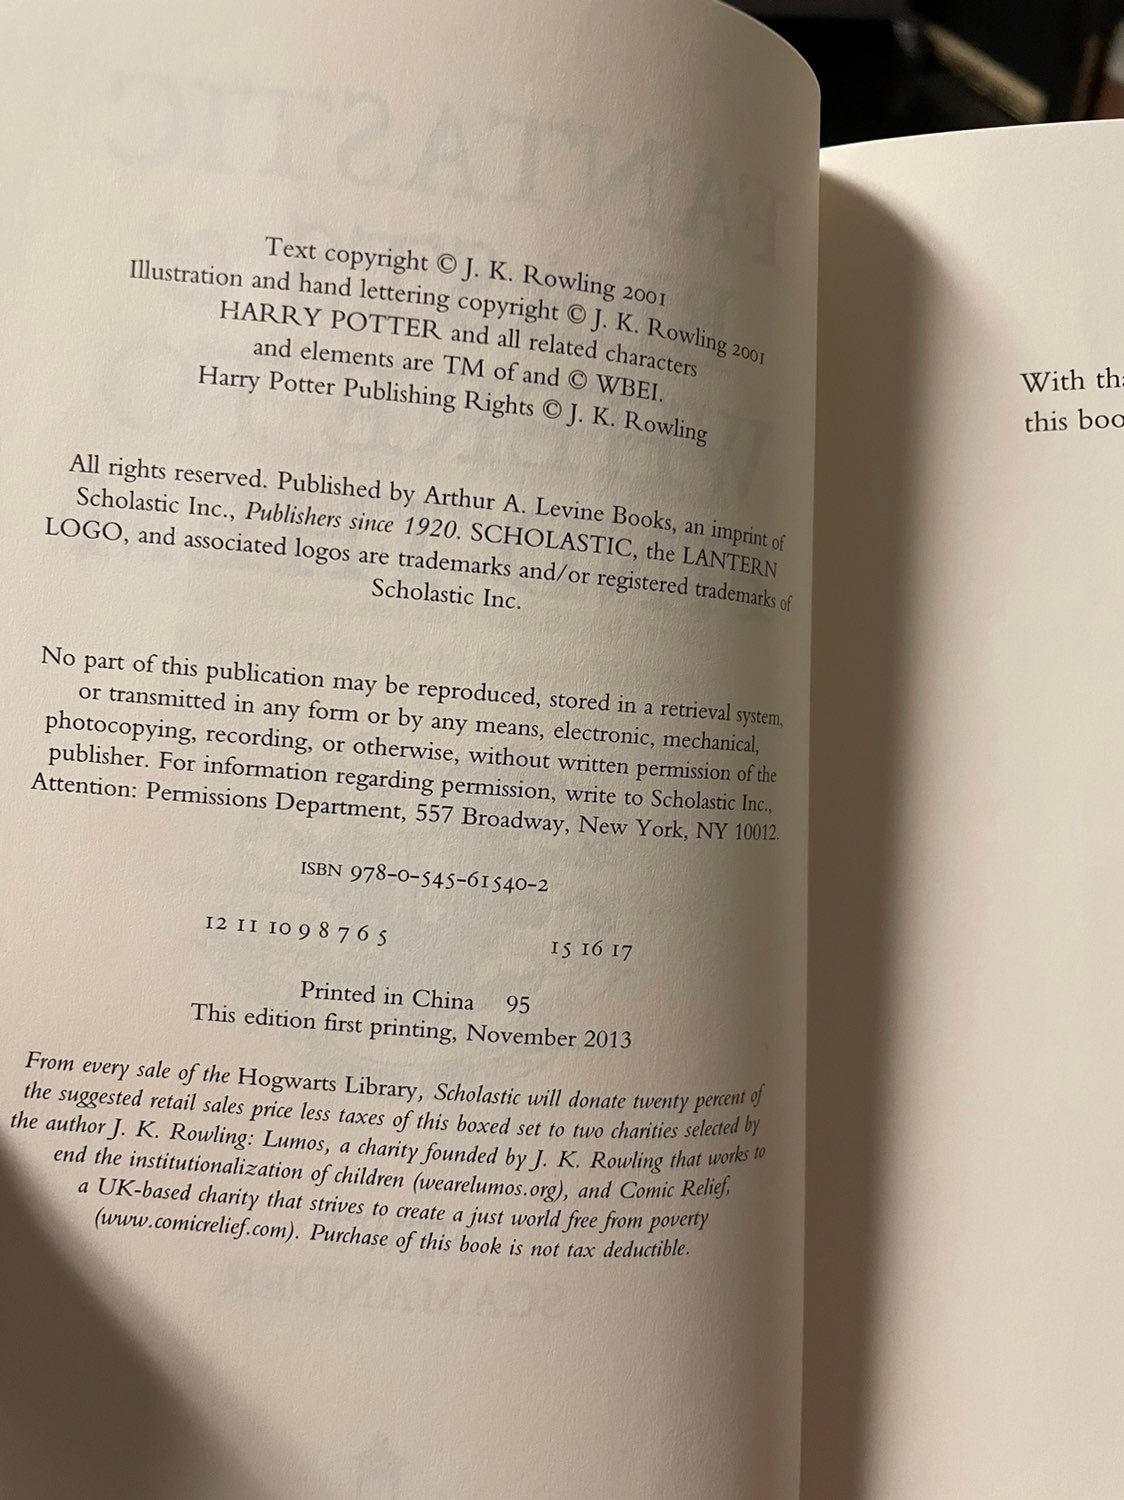 Text copyright © J. K. Rowling 2001
Illustration and hand lettering copyright © J. K. Rowling 2001
HARRY POTTER and all related characters
and elements are TM of and © WBEI.
Harry Potter Publishing Rights © J. K. Rowling
All rights reserved. Published by Arthur A. Levine Books, an imprint of
Scholastic Inc., Publishers since 1920. SCHOLASTIC, the LANTERN
LOGO, and associated logos are trademarks and/or registered trademarks of
Scholastic Inc.
No part of this publication may be reproduced, stored in a retrieval system,
or transmitted in any form or by any means, electronic, mechanical,
photocopying, recording, or otherwise, without written permission of the
publisher. For information regarding permission, write to Scholastic Inc.,
Attention: Permissions Department, 557 Broadway, New York, NY 10012.
ISBN 978-0-545-61540-2
12 11 10 9 8 7 6 5 15 16 17
Printed in China 95
This edition first printing, November 2013
From every sale of the Hogwarts Library, Scholastic will donate twenty percent of
the suggested retail sales price less taxes of this boxed set to two charities selected by
the author J. K. Rowling: Lumos, a charity founded by J. K. Rowling that works to
end the institutionalization of children (wearelumos.org), and Comic Relief,
a UK-based charity that strives to create a just world free from poverty
(www.comicrelief.com). Purchase of this book is not tax deductible.
With
this